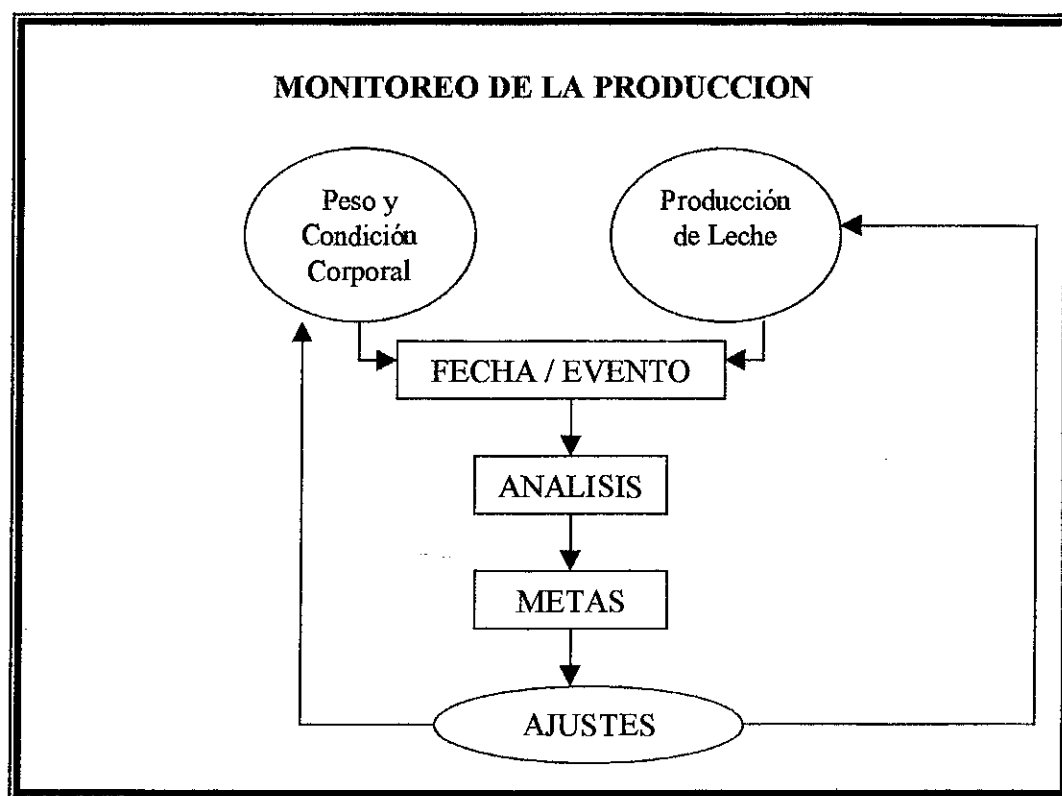 MONITOREO DE LA PRODUCCION
Peso y
Condición
Corporal
Producción
de Leche
FECHA / EVENTO
ANALISIS
METAS
AJUSTES